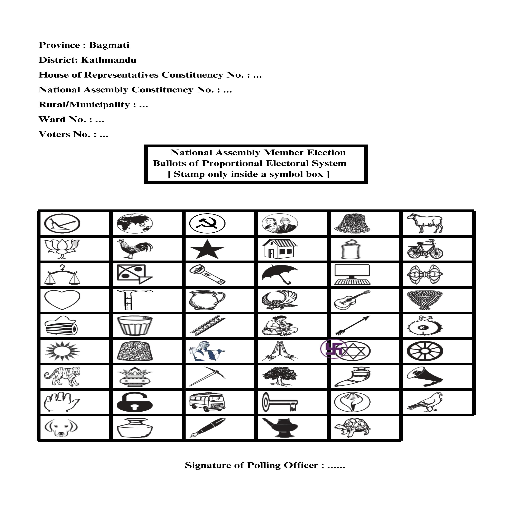 Province : Bagmati
District: Kathmandu
House of Representatives Constituency No. : ...
National Assembly Constituency No. : ...
Rural/Municipality : ...
Ward No. : ...
Voters No. : ...
National Assembly Member Election
Ballots of Proportional Electoral System
[ Stamp only inside a symbol box ]
Signature of Polling Officer : ......